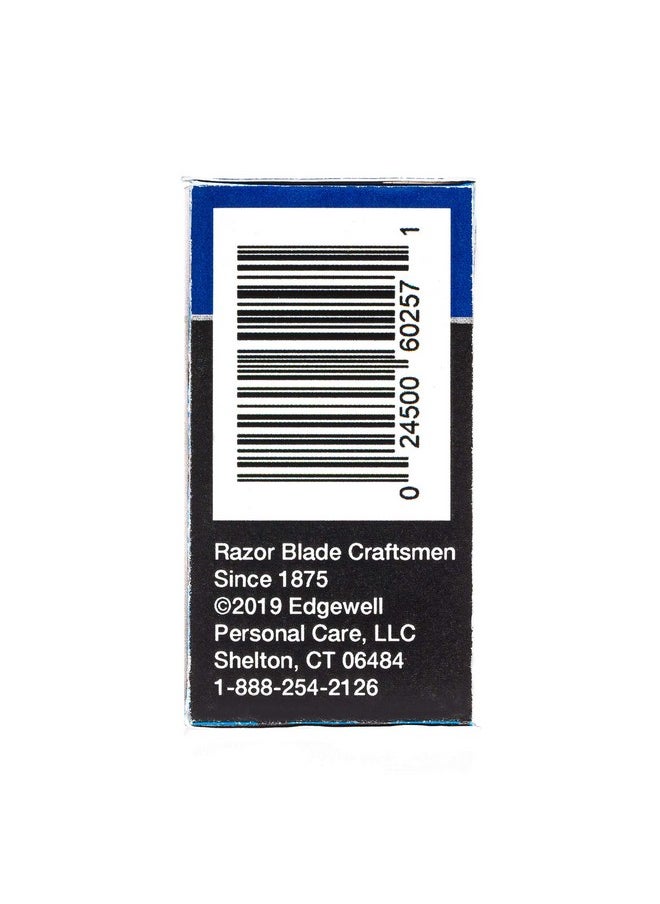 0 24500 60257 1
Razor Blade Craftsmen
Since 1875
©2019 Edgewell
Personal Care, LLC
Shelton, CT 06484
1-888-254-2126